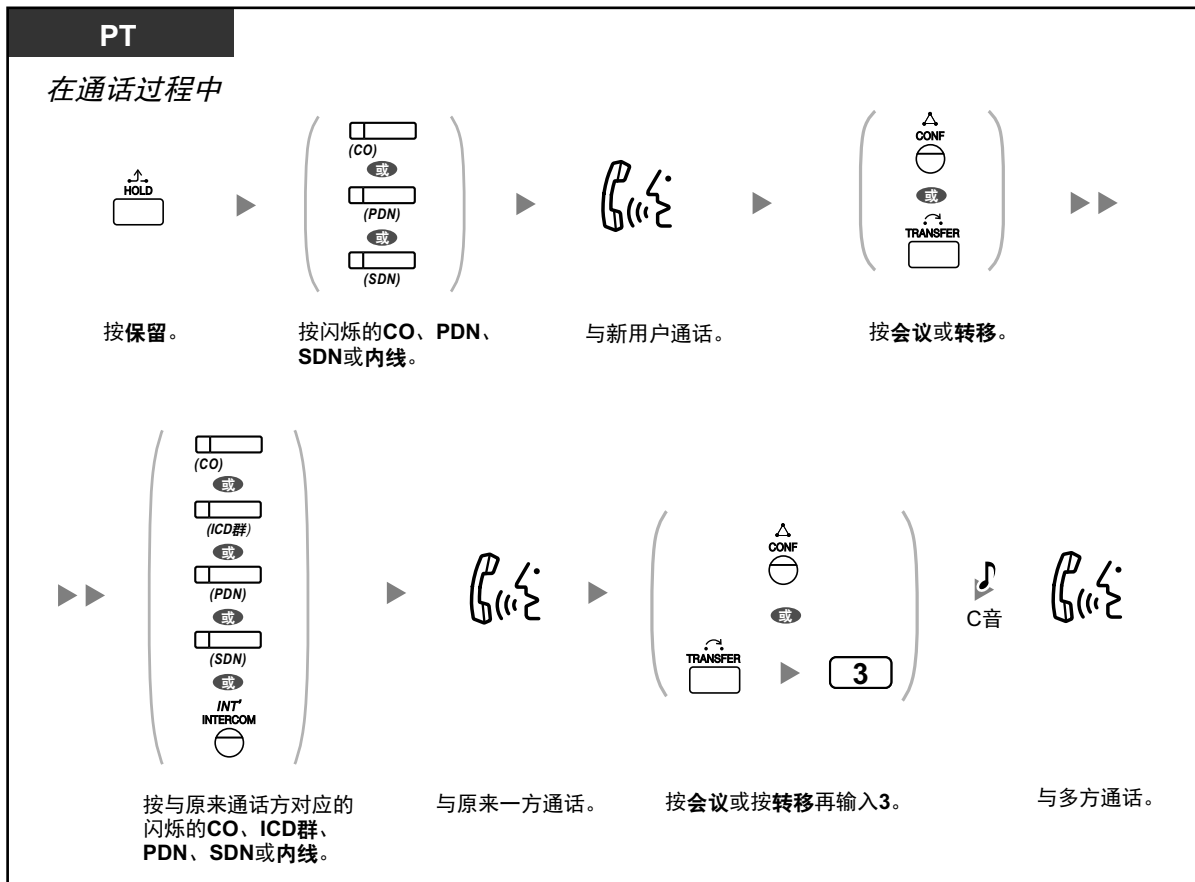 PT
在通话过程中
HOLD
(CO)
或
(PDN)
或
(SDN)
CONF
或
TRANSFER
按保留。
按闪烁的CO、PDN、
SDN或内线。
与新用户通话。
按会议或转移。
(CO)
或
(ICD群)
或
(PDN)
或
(SDN)
或
INT'
INTERCOM
CONF
或
TRANSFER
3
C音
按与原来通话方对应的
闪烁的CO、ICD群、
PDN、SDN或内线。
与原来一方通话。
按会议或按转移再输入3。
与多方通话。